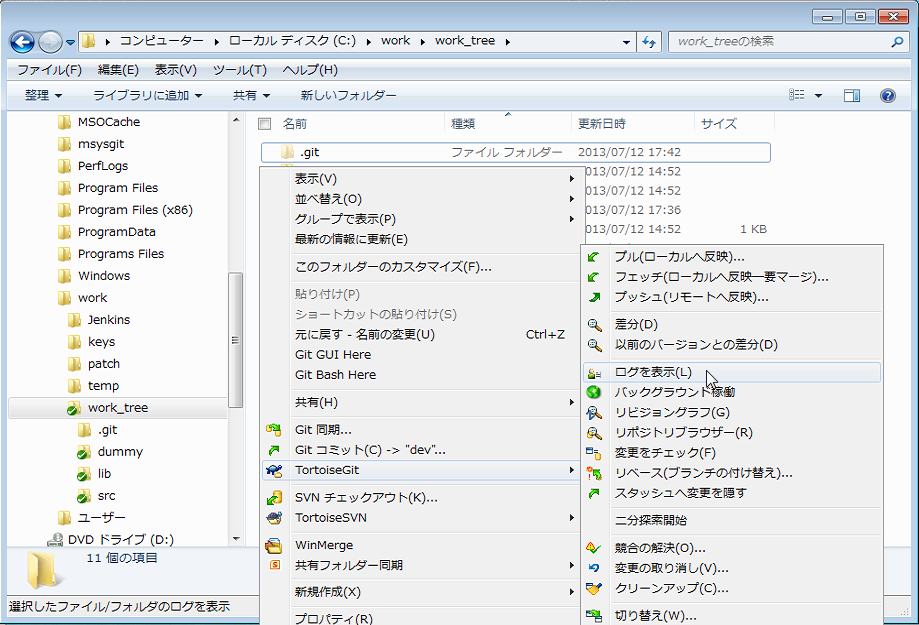 コンピューター ▸ ローカル ディスク (C:) ▸ work ▸ work_tree ▸
work_treeの検索
ファイル(F) 編集(E) 表示(V) ツール(T) ヘルプ(H)
整理 ライブラリに追加 共有 新しいフォルダー
MSOCache
msysgit
PerfLogs
Program Files
Program Files (x86)
ProgramData
Programs Files
Windows
work
Jenkins
keys
patch
temp
work_tree
.git
dummy
lib
src
ユーザー
DVD ドライブ (D:)
名前 種類 更新日時 サイズ
.git ファイル フォルダー 2013/07/12 17:42
013/07/12 14:52
013/07/12 14:52
013/07/12 17:36
013/07/12 14:52 1 KB
表示(V)
並べ替え(O)
グループで表示(P)
最新の情報に更新(E)
このフォルダーのカスタマイズ(F)...
貼り付け(P)
ショートカットの貼り付け(S)
元に戻す - 名前の変更(U) Ctrl+Z
Git GUI Here
Git Bash Here
共有(H)
Git 同期...
Git コミット(C) -> "dev"...
TortoiseGit
SVN チェックアウト(K)...
TortoiseSVN
WinMerge
共有フォルダー同期
新規作成(X)
プロパティ(R)
プル(ローカルへ反映)...
フェッチ(ローカルへ反映―要マージ)...
プッシュ(リモートへ反映)...
差分(D)
以前のバージョンとの差分(D)
ログを表示(L)
バックグラウント稼働
リビジョングラフ(G)
リポジトリブラウザー(R)
変更をチェック(F)
リベース(ブランチの付け替え)...
スタッシュへ変更を隠す
二分探索開始
競合の解決(O)...
変更の取り消し(V)...
クリーンアップ(C)...
切り替え(W)...
11 個の項目
選択したファイル/フォルダのログを表示